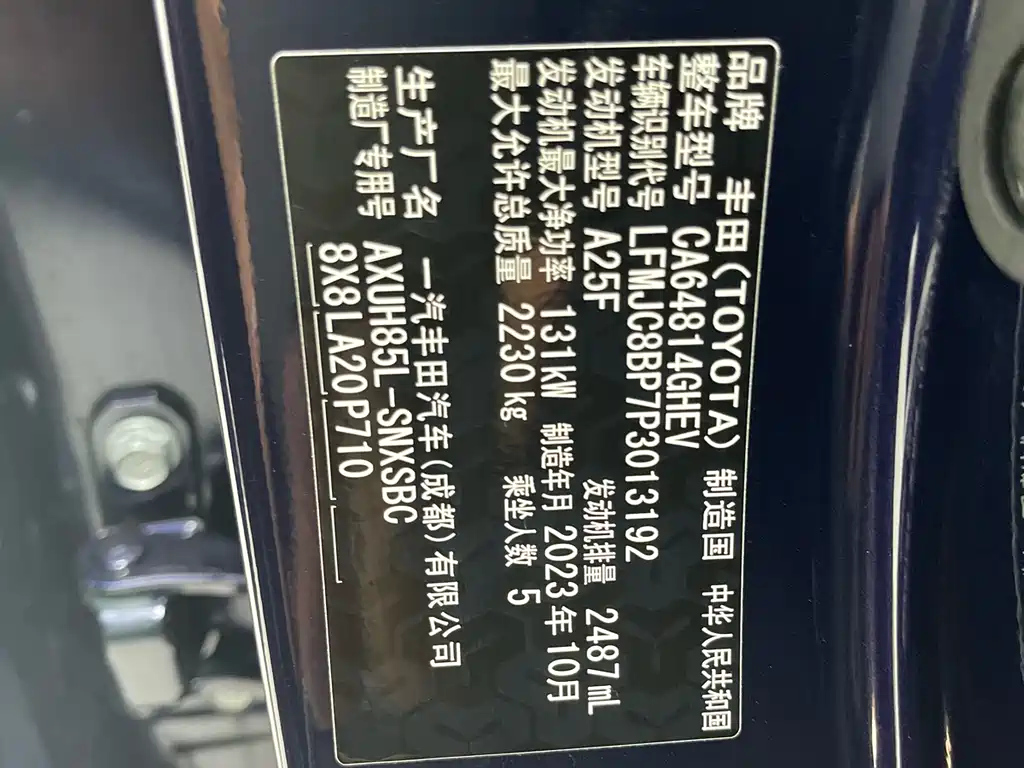 品牌 丰田(TOYOTA) 制造国 中华人民共和国
整车型号 CA64814GHEV
车辆识别代号 LFMJC8BP7P3013192
发动机型号 A25F 发动机排量 2487mL
发动机最大净功率 131kW 制造年月 2023年10月
最大允许总质量 2230kg 乘坐人数 5
生产厂名 一汽丰田汽车(成都)有限公司
制造厂专用号 AXUH85L-SNXSBC
8X8LA20P710